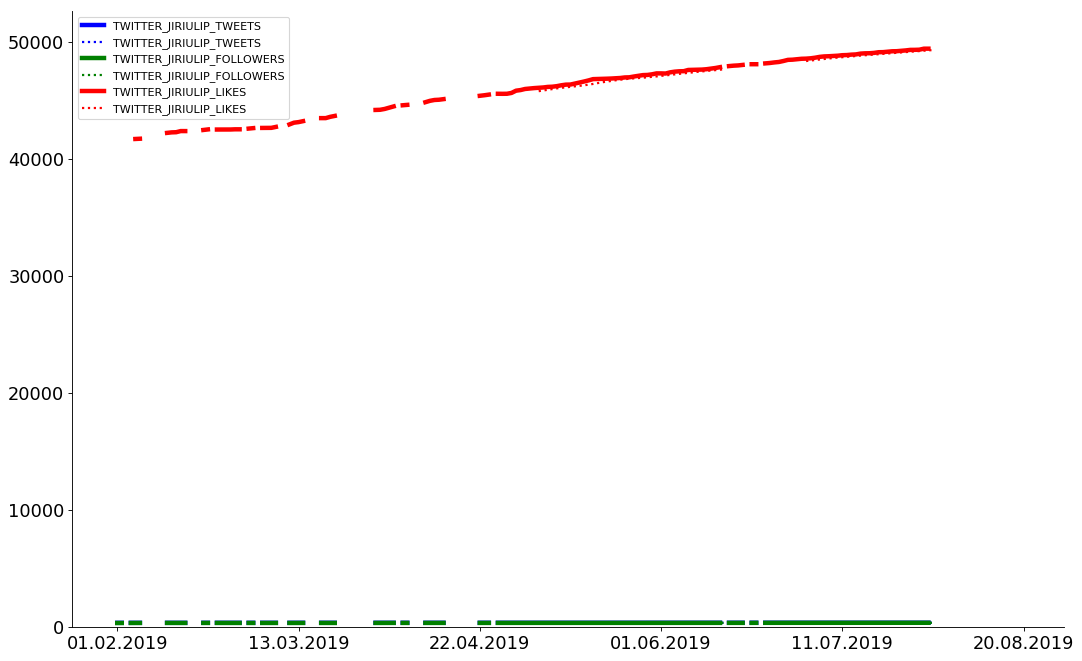 TWITTER_JIRIULIP_TWEETS
TWITTER_JIRIULIP_TWEETS
TWITTER_JIRIULIP_FOLLOWERS
TWITTER_JIRIULIP_FOLLOWERS
TWITTER_JIRIULIP_LIKES
TWITTER_JIRIULIP_LIKES
50000
40000
30000
20000
10000
0
01.02.2019 13.03.2019 22.04.2019 01.06.2019 11.07.2019 20.08.2019